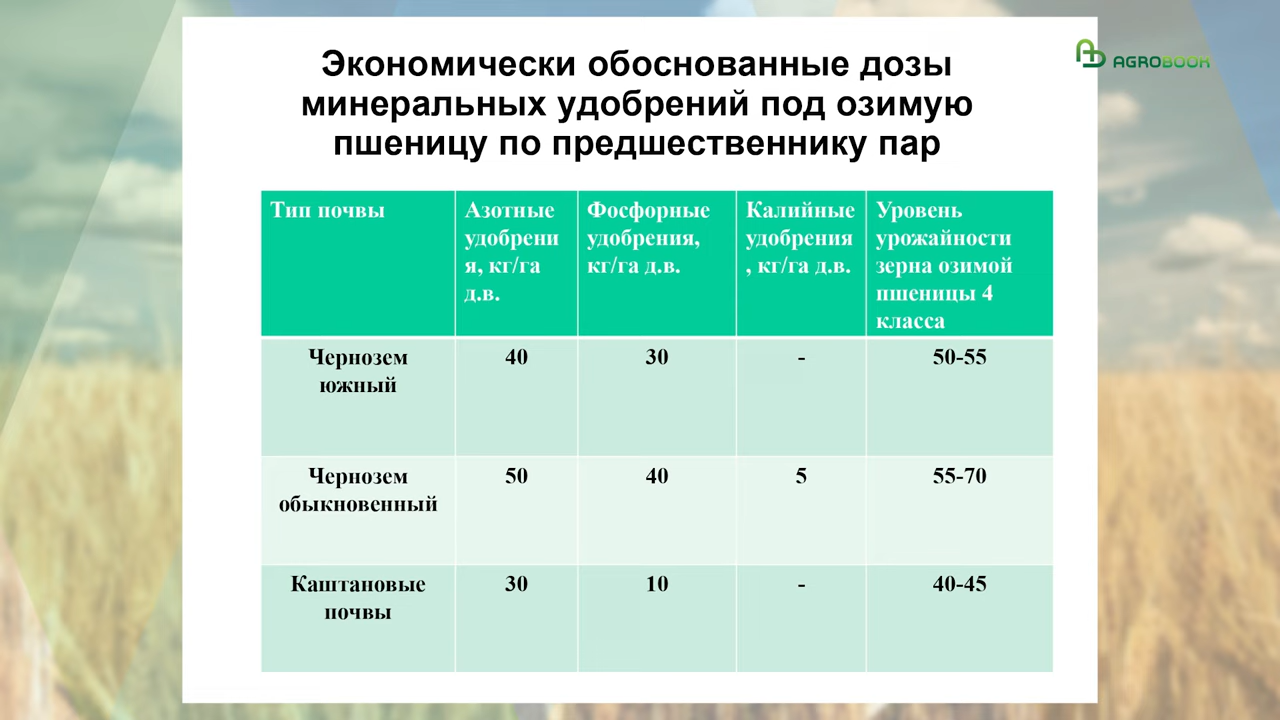 Экономически обоснованные дозы
минеральных удобрений под озимую
пшеницу по предшественнику пар
AGROBOOK
Тип почвы
Азотные
удобрени
я, кг/га
д.в.
Фосфорные
удобрения,
кг/га д.в.
Калийные
удобрения
, кг/га д.в.
Уровень
урожайности
зерна озимой
пшеницы 4
класса
Чернозем
южный
40
30
-
50-55
Чернозем
обыкновенный
50
40
5
55-70
Каштановые
почвы
30
10
-
40-45